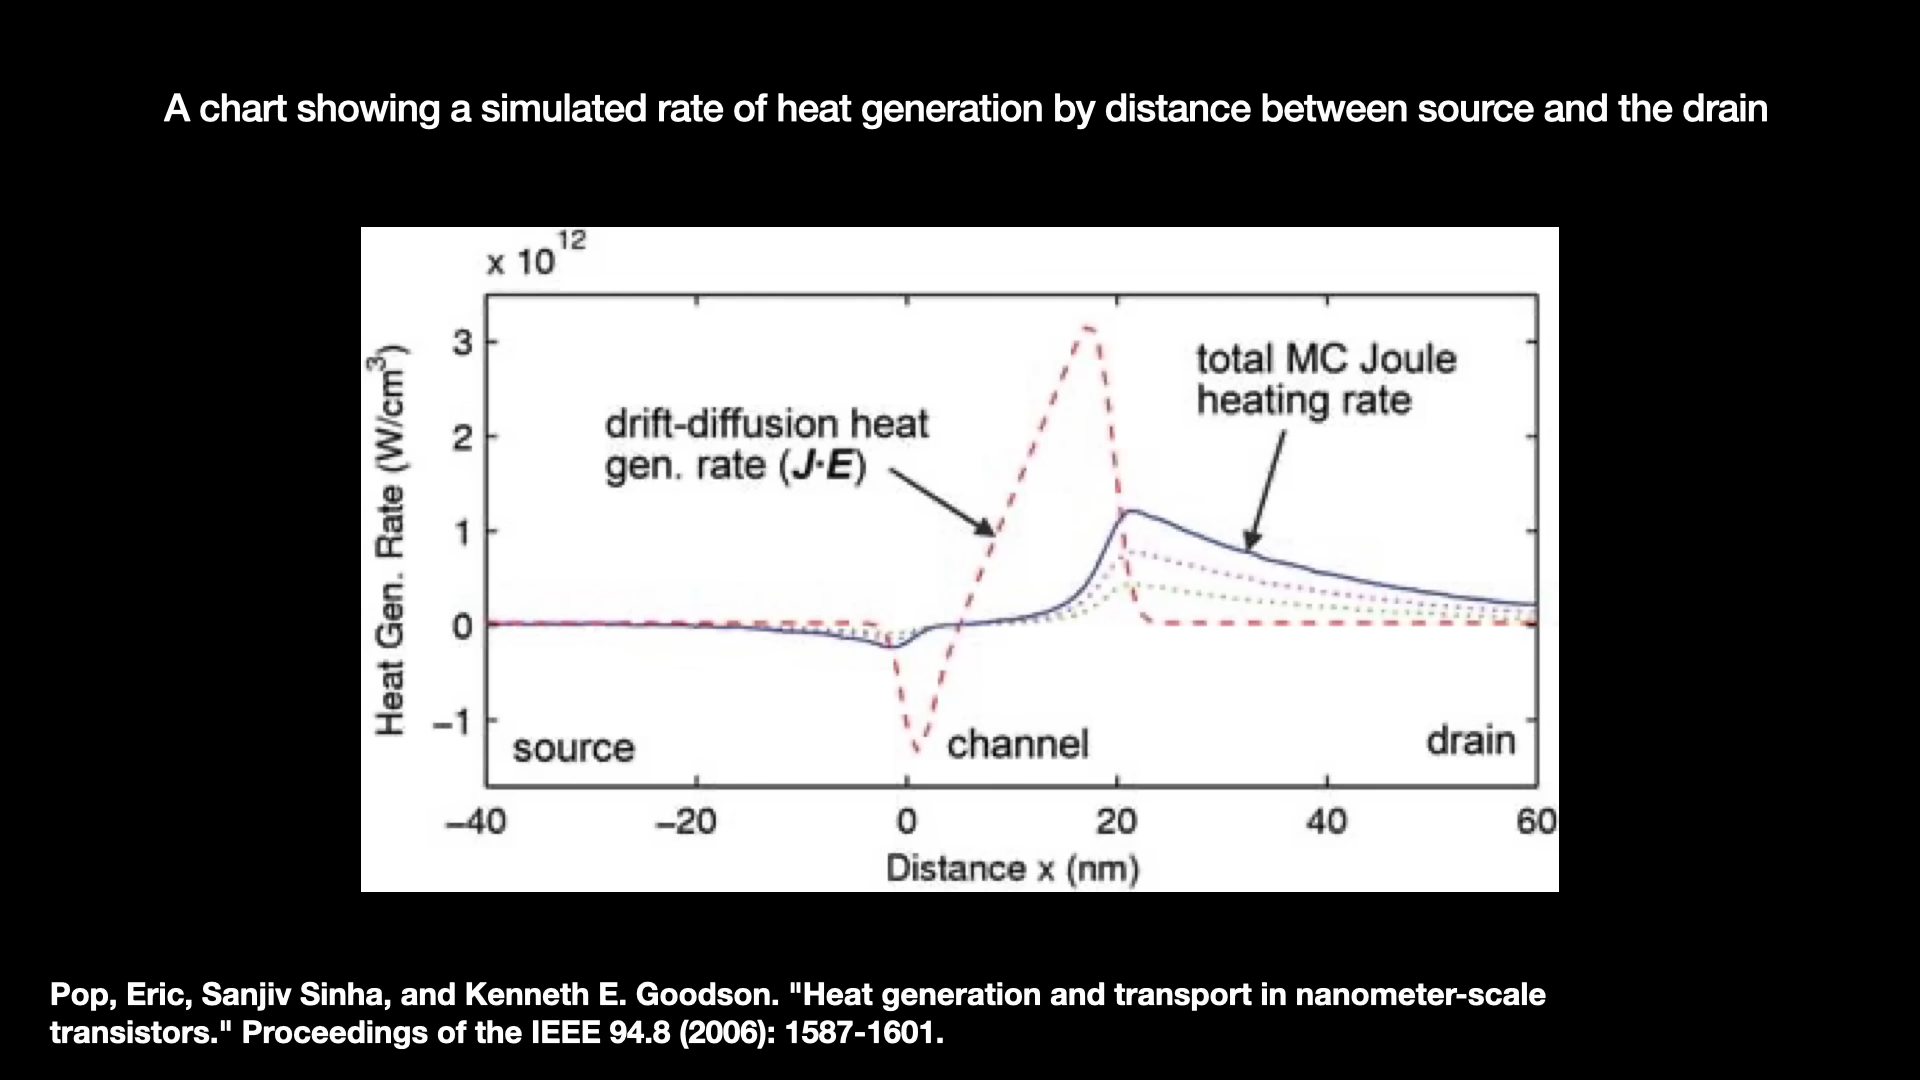 A chart showing a simulated rate of heat generation by distance between source and the drain
x 10^12
3
2
1
0
−1
Heat Gen. Rate (W/cm^3)
drift-diffusion heat
gen. rate (J·E)
total MC Joule
heating rate
source
channel
drain
−40
−20
0
20
40
60
Distance x (nm)
Pop, Eric, Sanjiv Sinha, and Kenneth E. Goodson. "Heat generation and transport in nanometer-scale
transistors." Proceedings of the IEEE 94.8 (2006): 1587-1601.